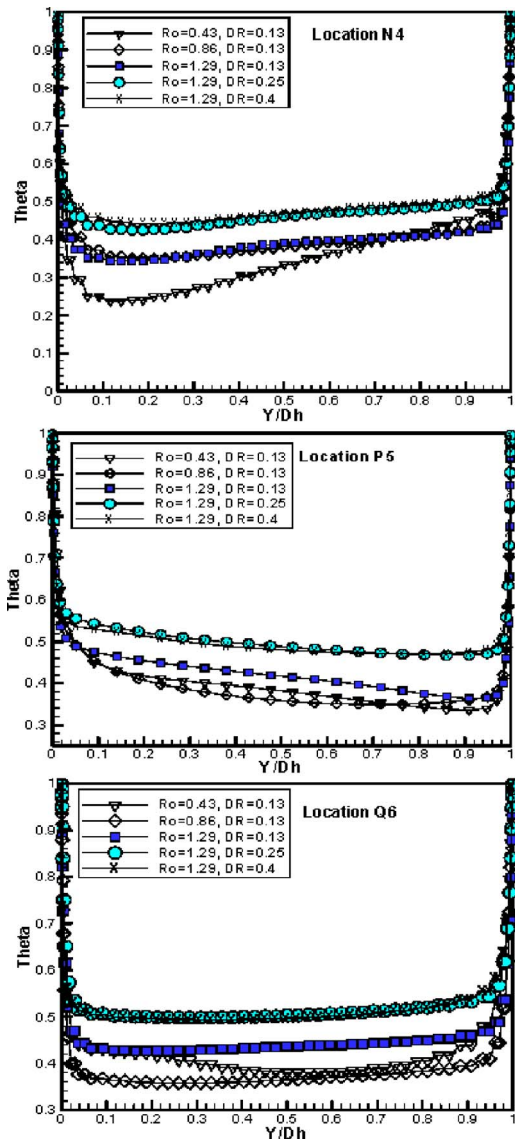 Location N4
Ro=0.43, DR=0.13
Ro=0.86, DR=0.13
Ro=1.29, DR=0.13
Ro=1.29, DR=0.25
Ro=1.29, DR=0.4
1
0.9
0.8
0.7
0.6
0.5
0.4
0.3
0.2
0.1
0
Theta
0 0.1 0.2 0.3 0.4 0.5 0.6 0.7 0.8 0.9 1
Y/Dh
Location P5
Ro=0.43, DR=0.13
Ro=0.86, DR=0.13
Ro=1.29, DR=0.13
Ro=1.29, DR=0.25
Ro=1.29, DR=0.4
1
0.9
0.8
0.7
0.6
0.5
0.4
0.3
Theta
0 0.1 0.2 0.3 0.4 0.5 0.6 0.7 0.8 0.9 1
Y/Dh
Location Q6
Ro=0.43, DR=0.13
Ro=0.86, DR=0.13
Ro=1.29, DR=0.13
Ro=1.29, DR=0.25
Ro=1.29, DR=0.4
1
0.9
0.8
0.7
0.6
0.5
0.4
0.3
Theta
0 0.1 0.2 0.3 0.4 0.5 0.6 0.7 0.8 0.9 1
Y/Dh